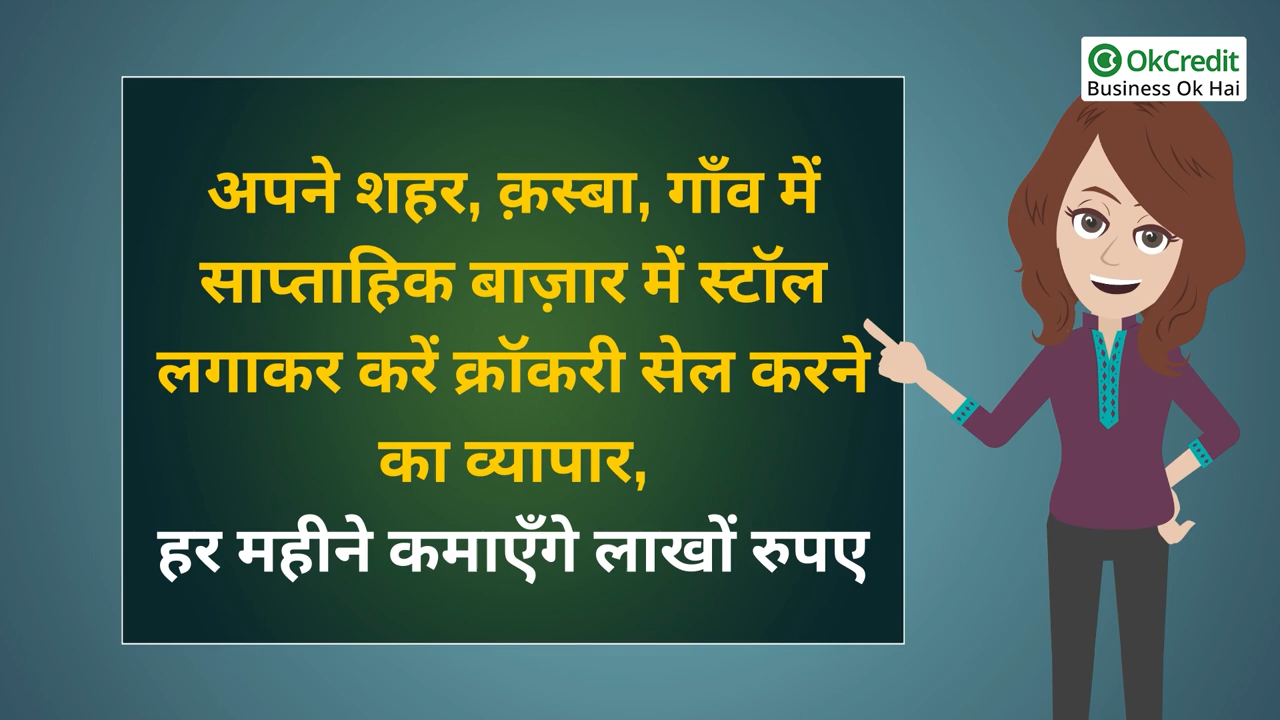 OkCredit
Business Ok Hai
अपने शहर, क़स्बा, गाँव में
साप्ताहिक बाज़ार में स्टॉल
लगाकर करें क्रॉकरी सेल करने
का व्यापार,
हर महीने कमाएँगे लाखों रुपए